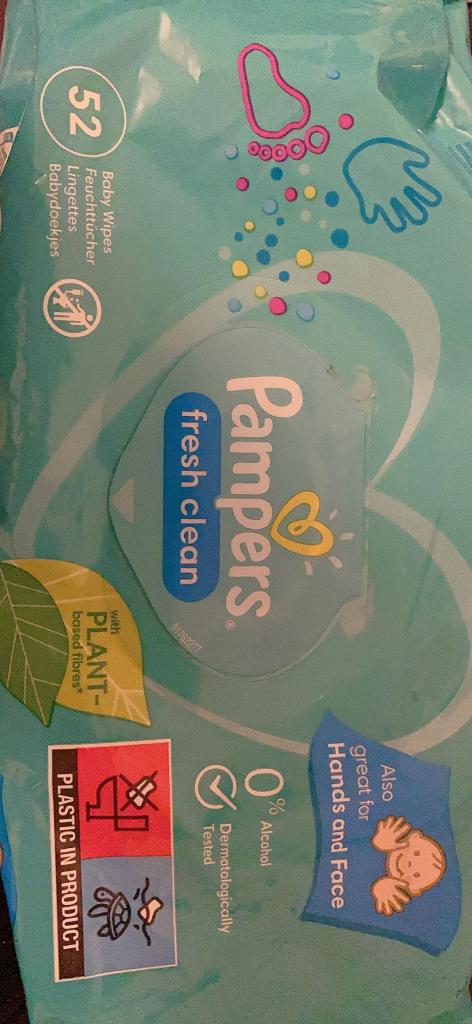 52
Baby Wipes
Feuchttücher
Lingettes
Babydoekjes
Pampers®
fresh clean
with
PLANT-
based fibres*
Also
great for
Hands and Face
0% Alcohol
Dermatologically
Tested
PLASTIC IN PRODUCT